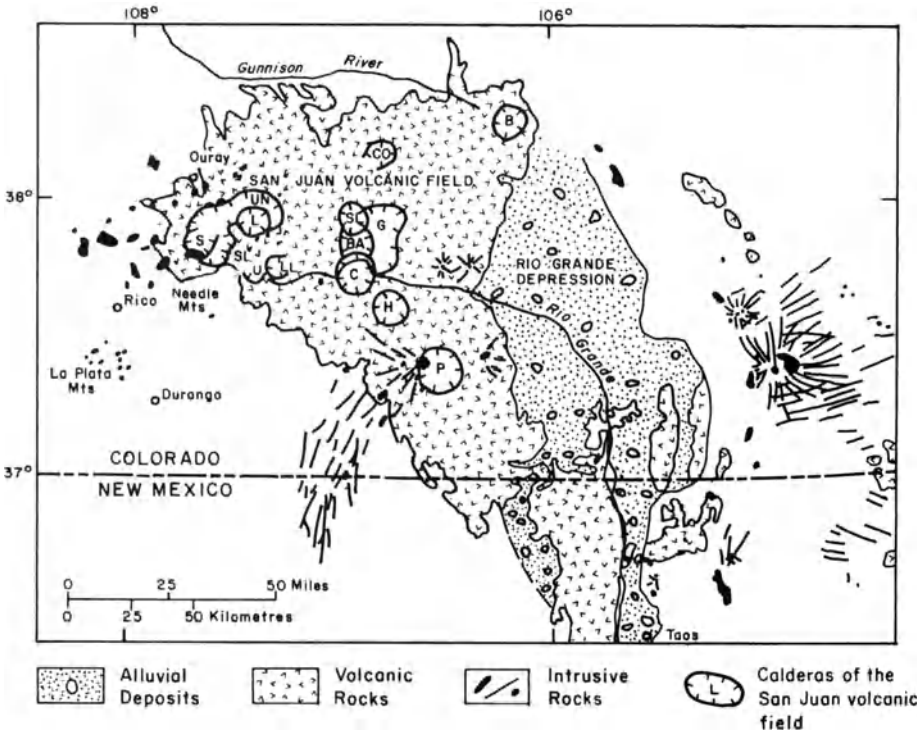 108°
106°
Gunnison River
B
CO
Ouray
38°
SAN JUAN VOLCANIC FIELD
UN
L
SL
G
S
BA
SL
RIO GRANDE
DEPRESSION
U
LL
C
Rico
Needle
Mts
H
Rio Grande
La Plata
Mts
P
Durango
37°
COLORADO
NEW MEXICO
0 25 50 Miles
0 25 50 Kilometres
Taos
Alluvial
Deposits
Volcanic
Rocks
Intrusive
Rocks
L
Calderas of the
San Juan volcanic
field